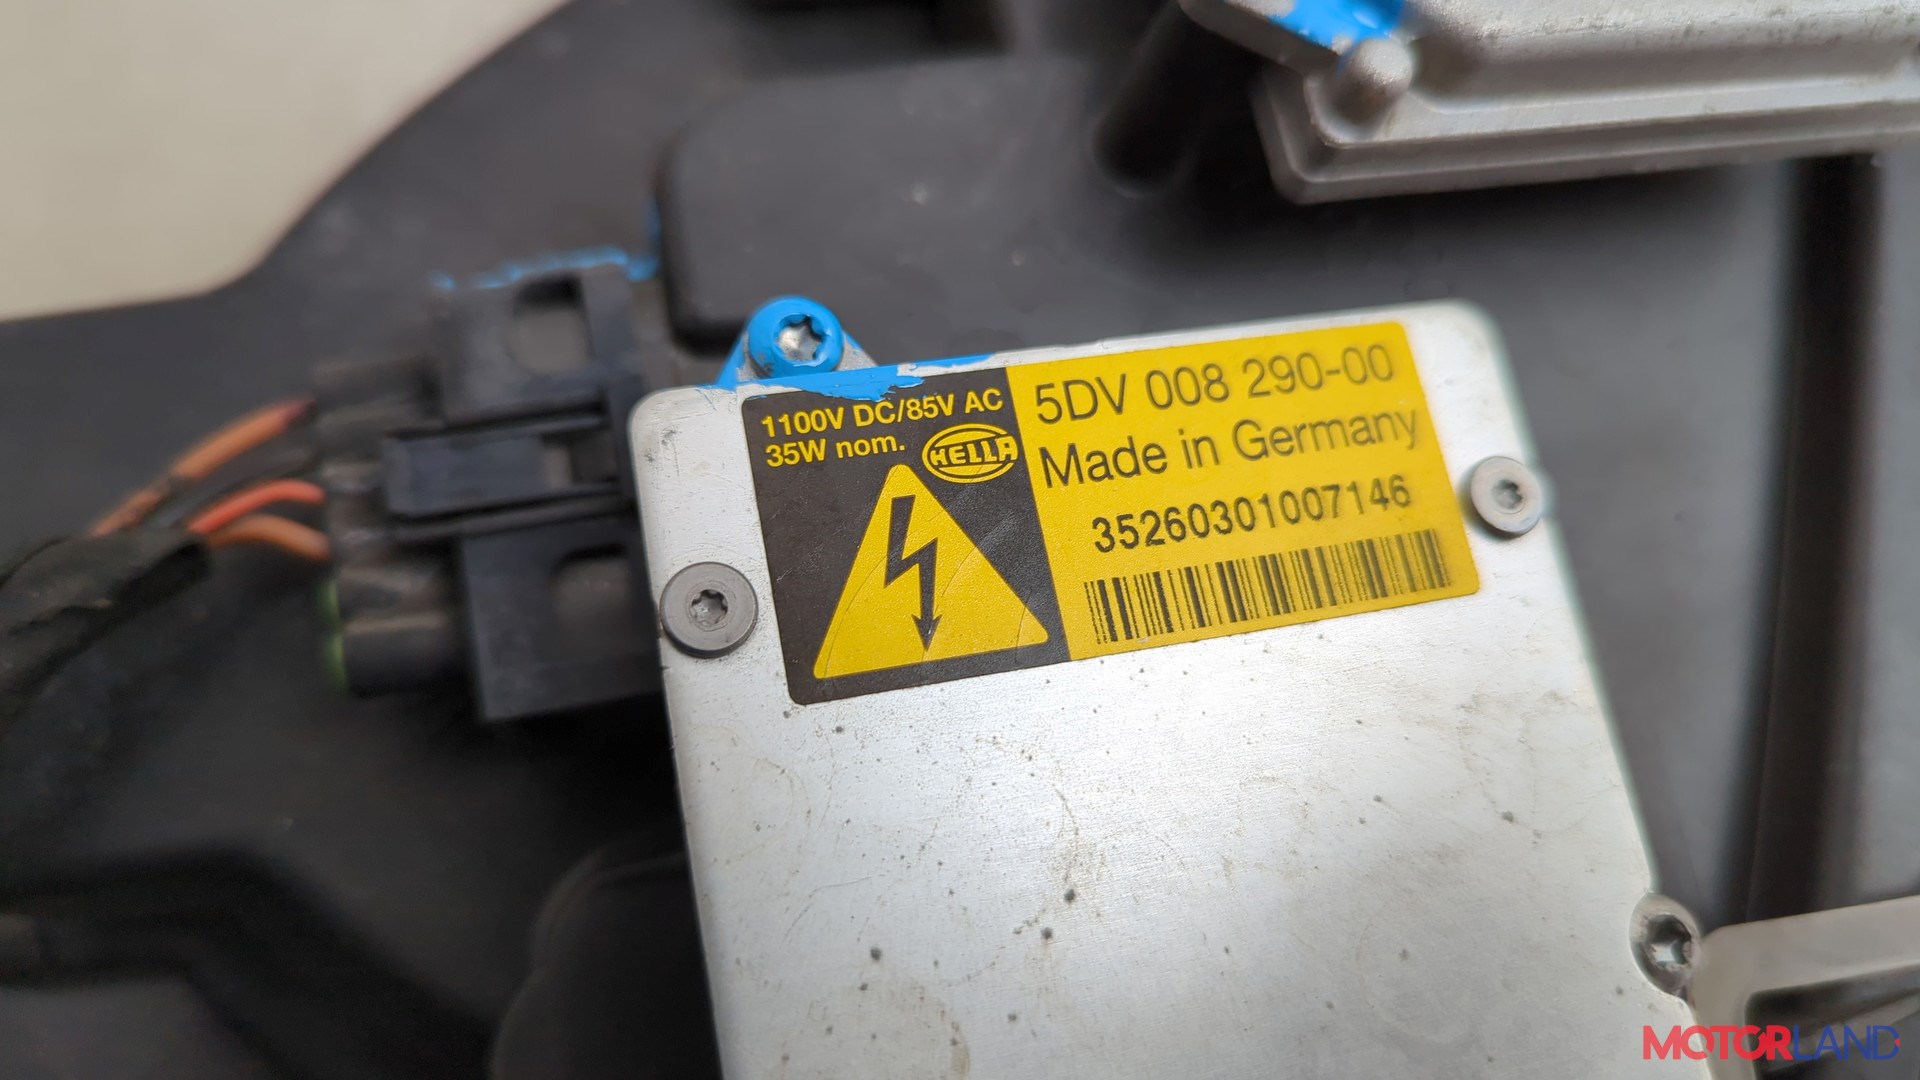 1100V DC/85V AC
35W nom.
HELLA
5DV 008 290-00
Made in Germany
35260301007146
MOTORLAND